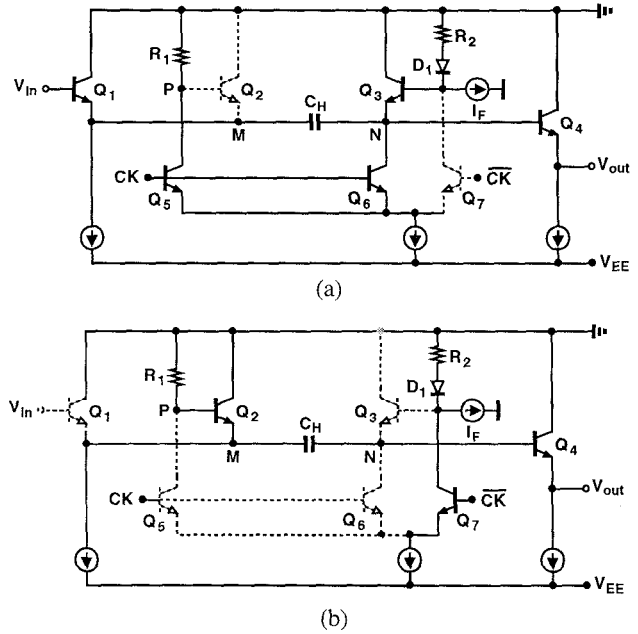 R1
R2
D1
Vin
Q1
P
Q2
CH
Q3
IF
Q4
M
N
CK
Q5
Q6
Q7
CK
Vout
VEE
(a)
R1
R2
D1
Vin
Q1
P
Q2
CH
Q3
IF
Q4
M
N
CK
Q5
Q6
Q7
CK
Vout
VEE
(b)